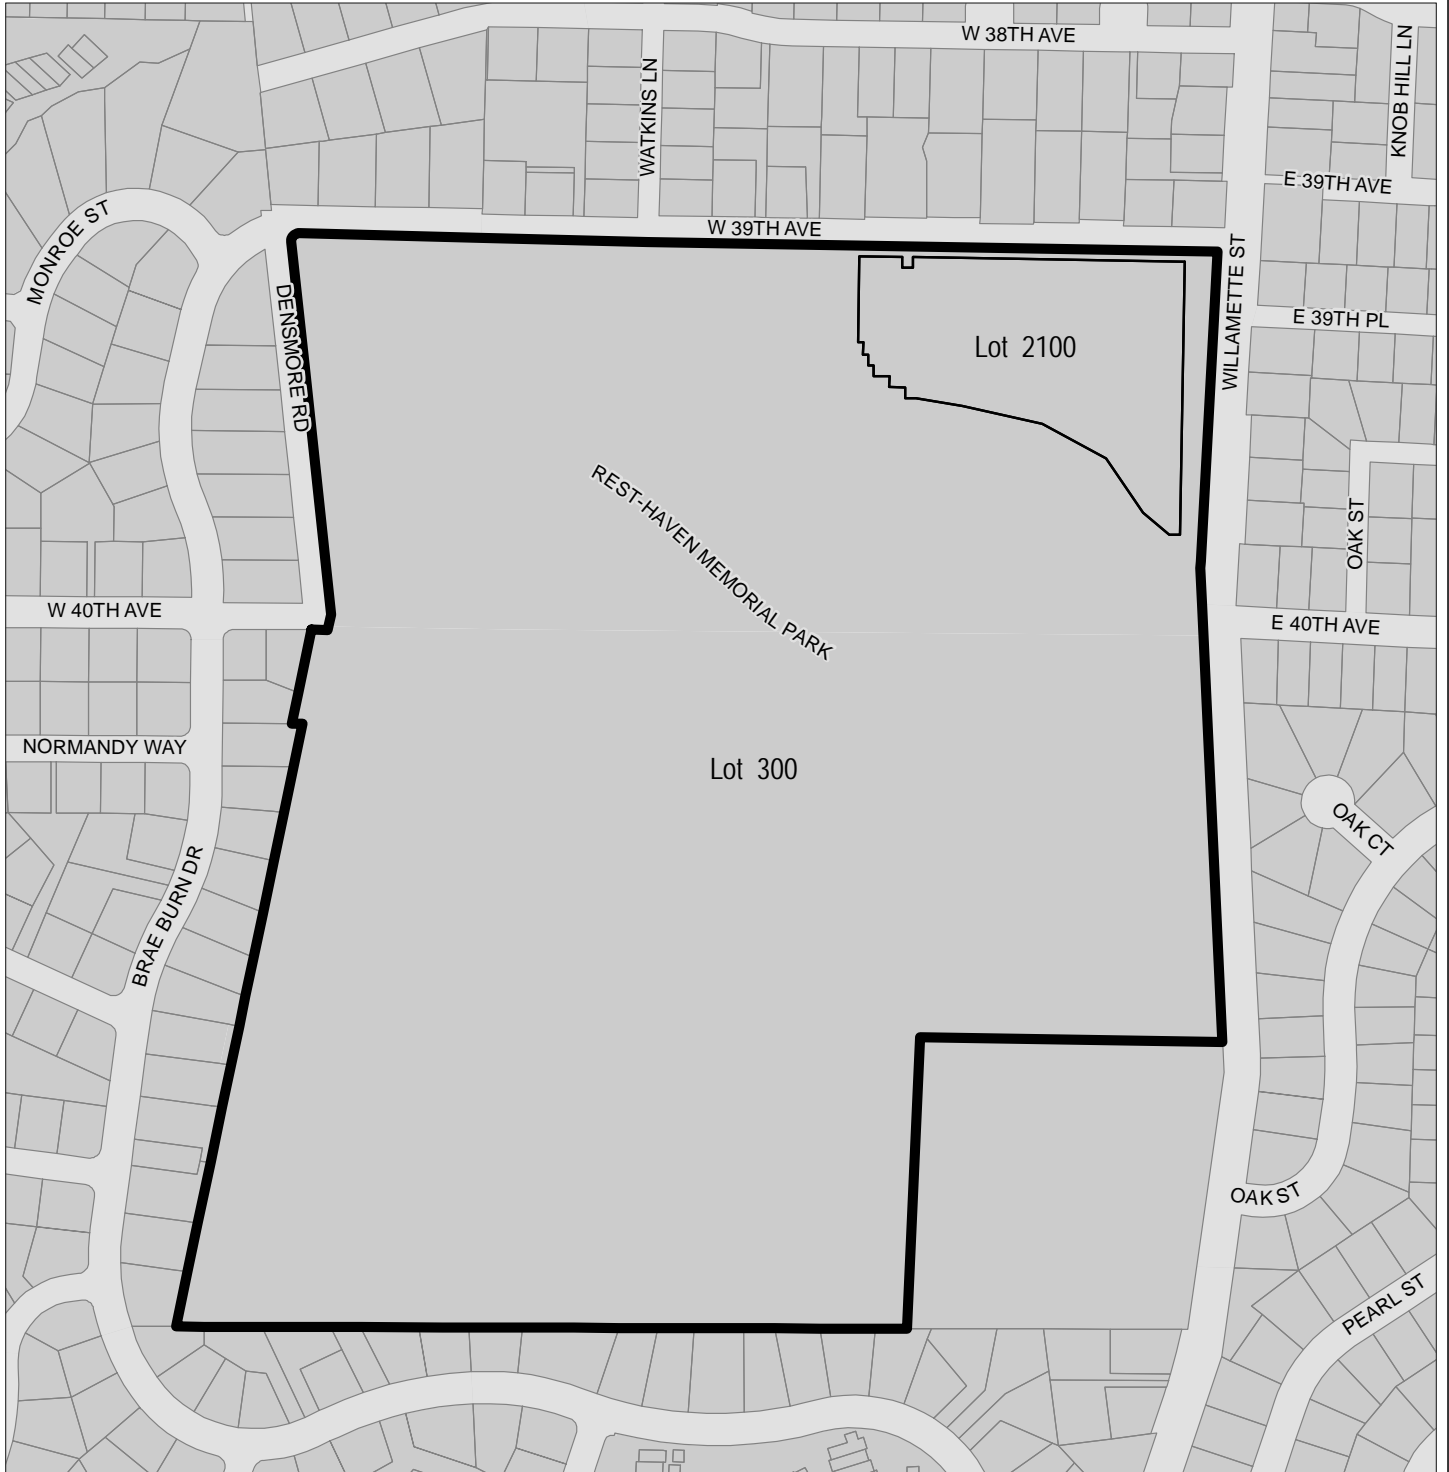 W 38TH AVE
KNOB HILL LN
WATKINS LN
E 39TH AVE
MONROE ST
W 39TH AVE
WILLAMETTE ST
DENSMORE RD
E 39TH PL
Lot 2100
REST-HAVEN MEMORIAL PARK
OAK ST
W 40TH AVE
E 40TH AVE
NORMANDY WAY
Lot 300
OAK CT
BRAE BURN DR
OAK ST
PEARL ST